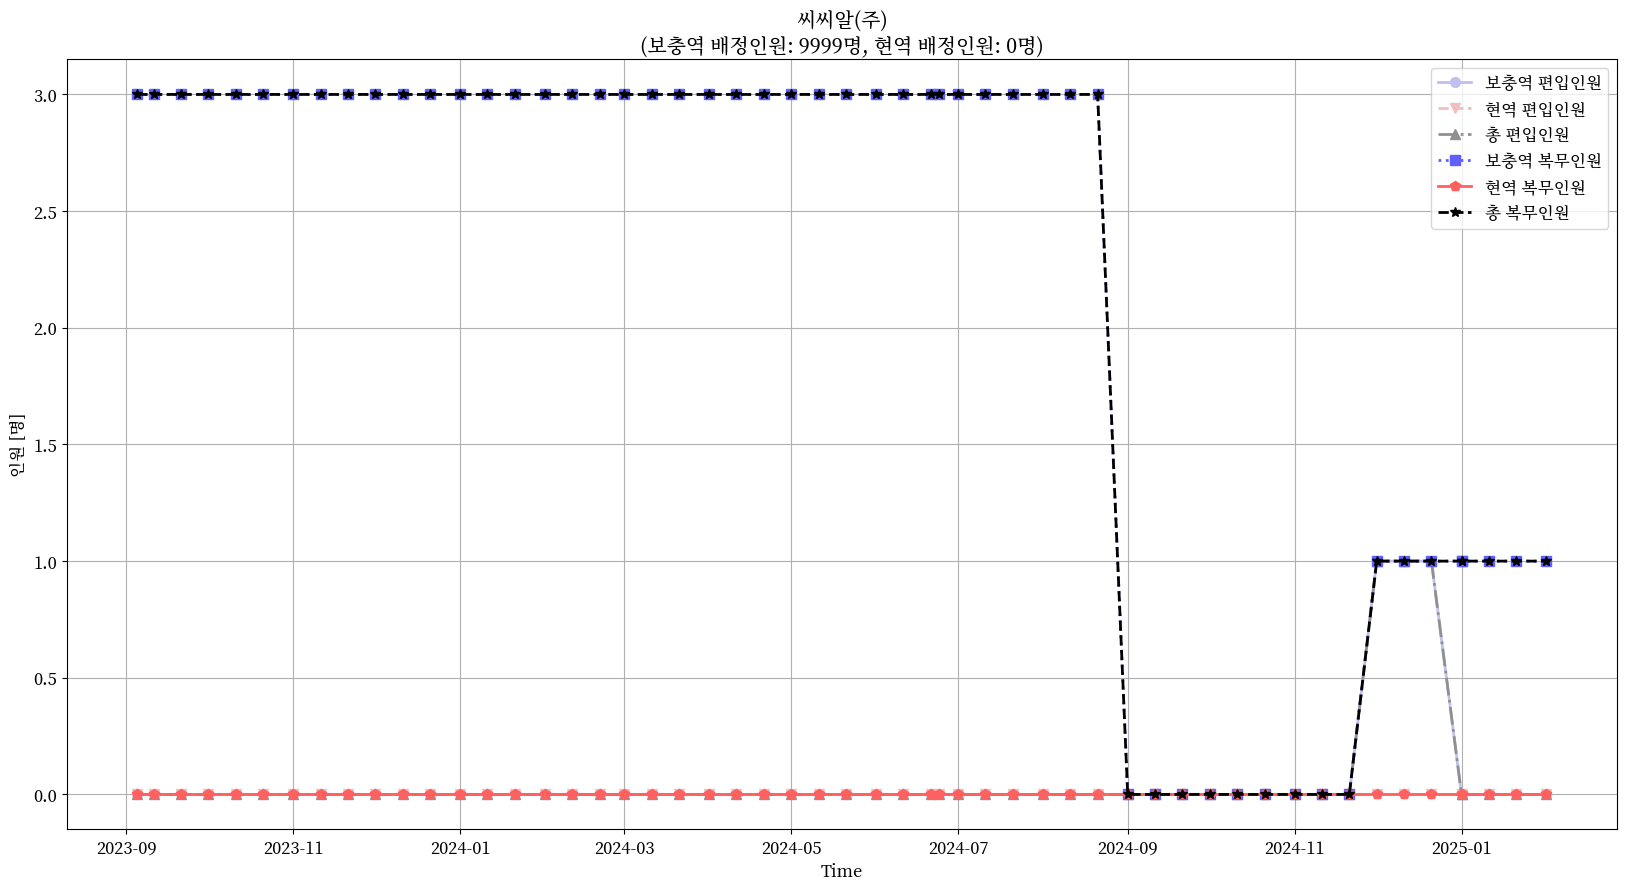 씨씨알(주)
(보충역 배정인원: 9999명, 현역 배정인원: 0명)
보충역 편입인원
현역 편입인원
총 편입인원
보충역 복무인원
현역 복무인원
총 복무인원
인원 [명]
3.0
2.5
2.0
1.5
1.0
0.5
0.0
2023-09 2023-11 2024-01 2024-03 2024-05 2024-07 2024-09 2024-11 2025-01
Time